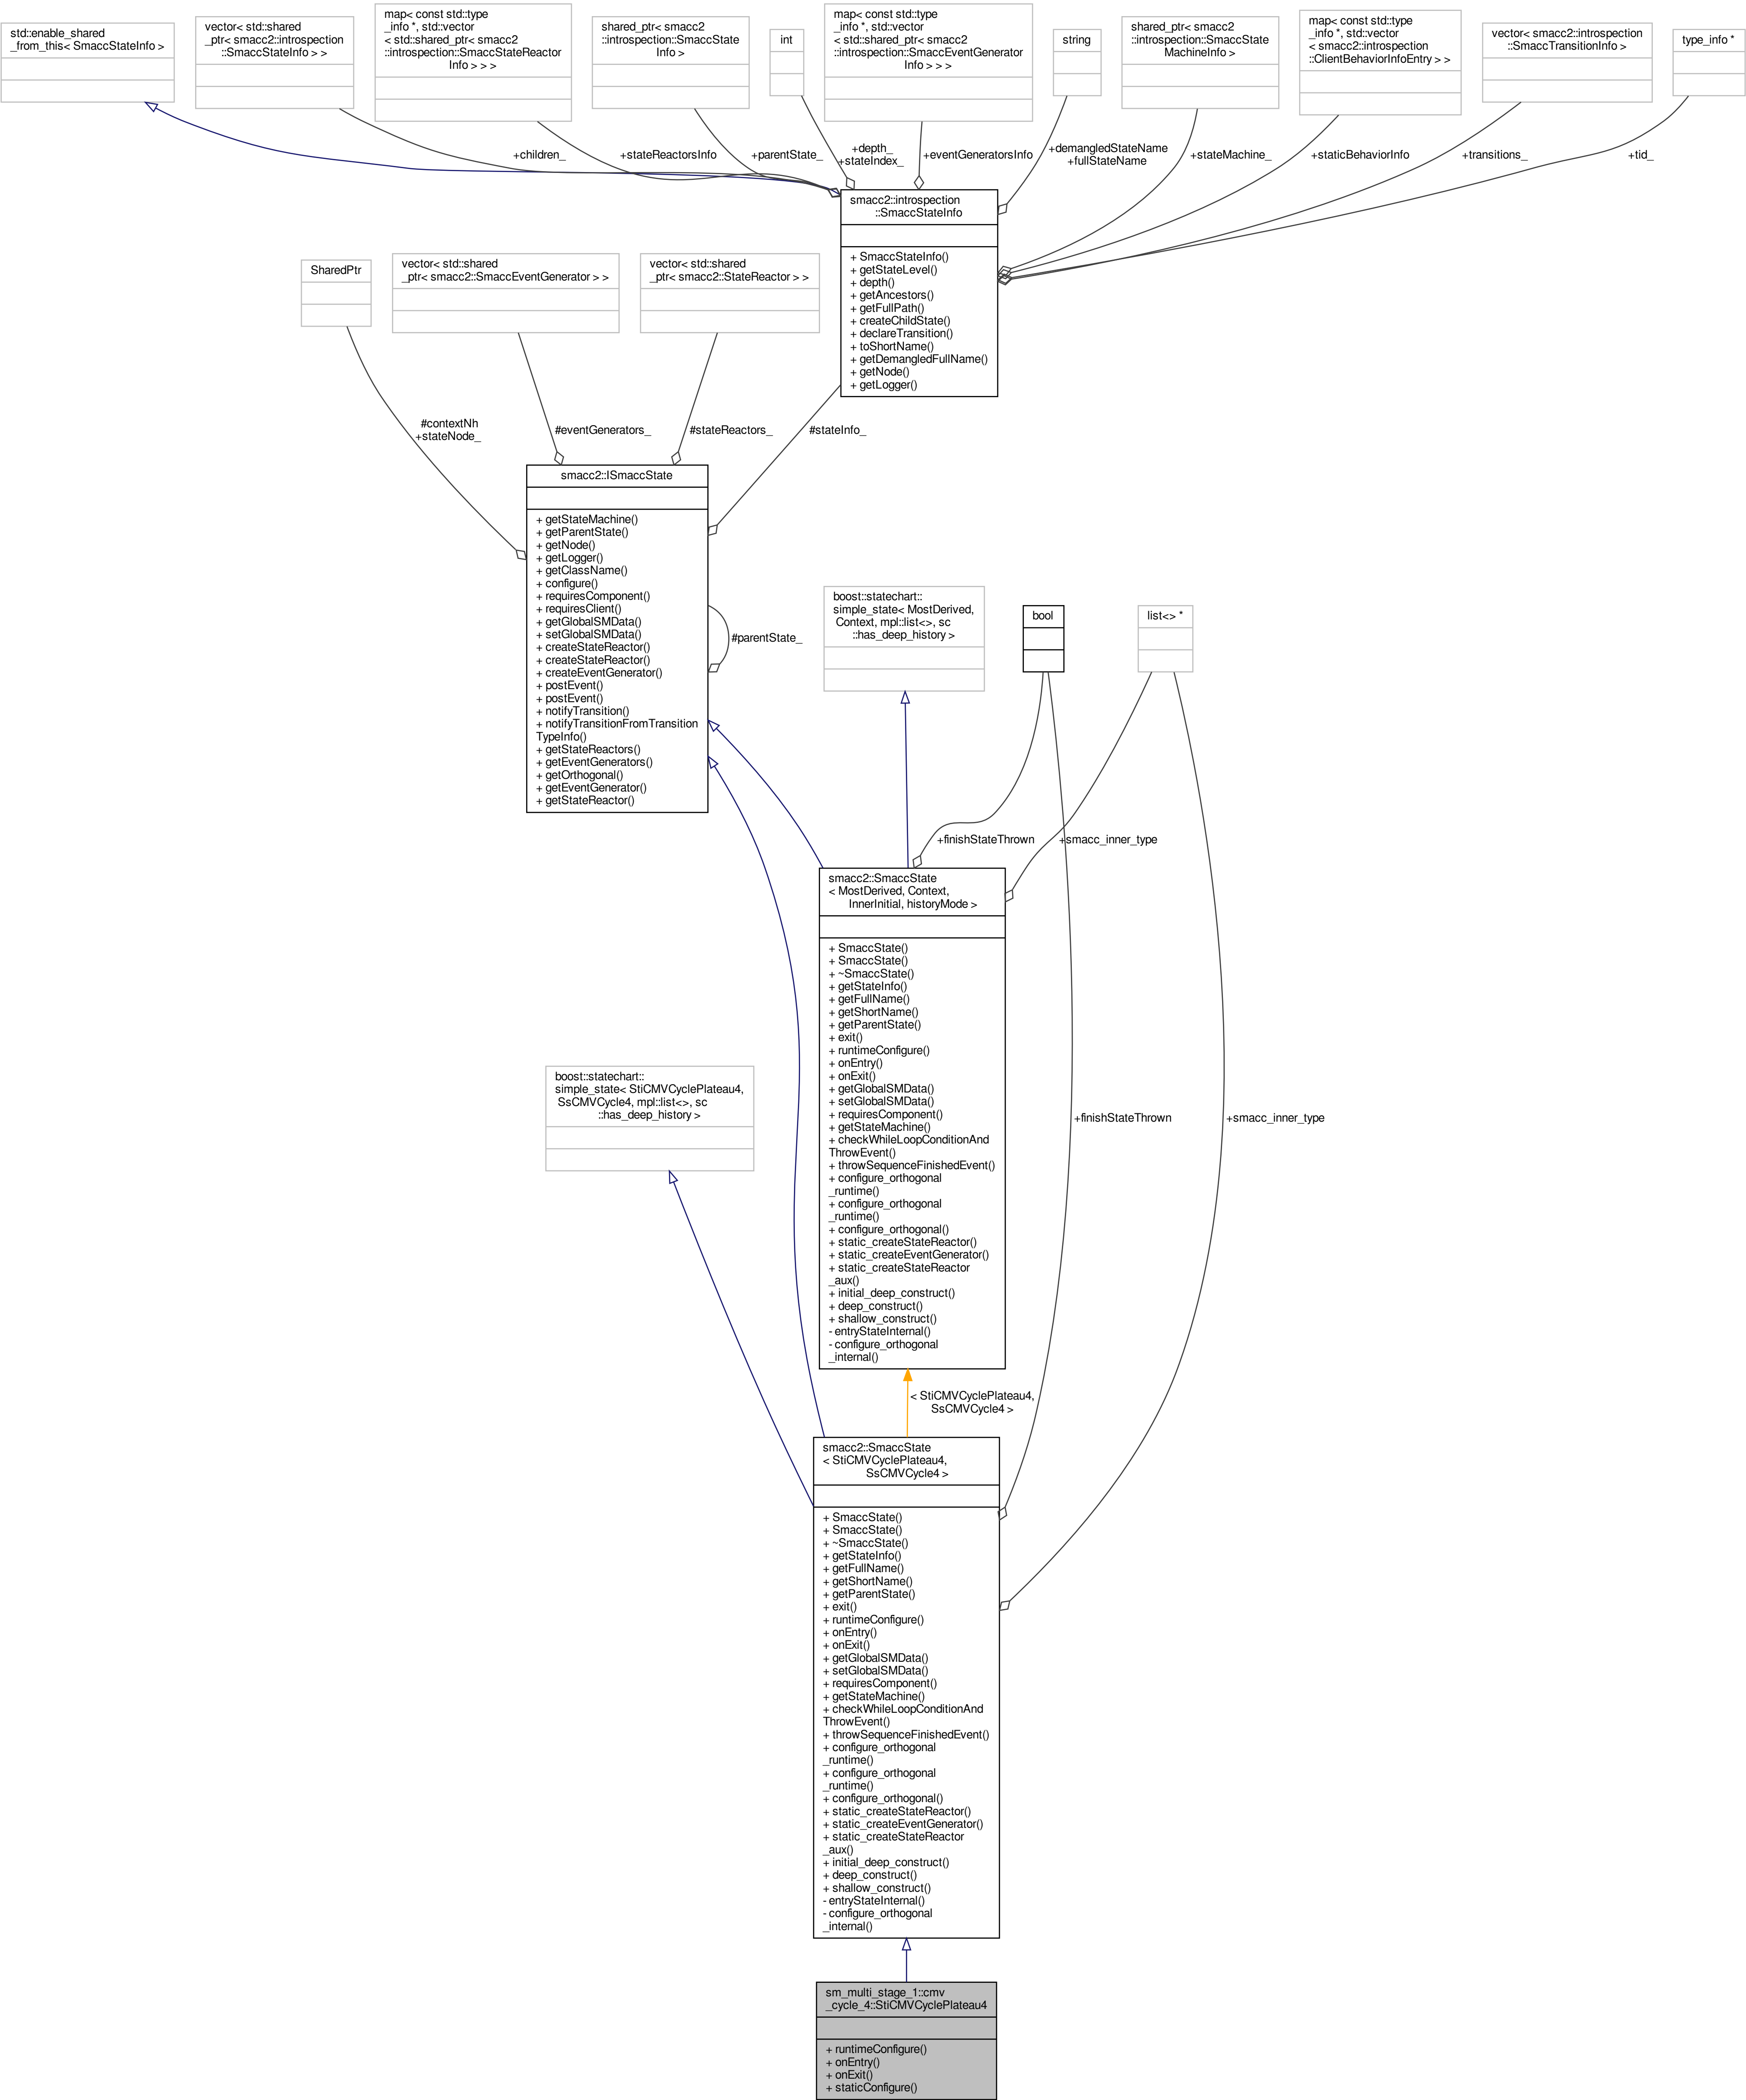 std::enable_shared
_from_this< SmaccStateInfo >
vector< std::shared
_ptr< smacc2::introspection
::SmaccStateInfo > >
map< const std::type
_info *, std::vector
< std::shared_ptr< smacc2
::introspection::SmaccStateReactor
Info > > >
shared_ptr< smacc2
::introspection::SmaccState
Info >
int
map< const std::type
_info *, std::vector
< std::shared_ptr< smacc2
::introspection::SmaccEventGenerator
Info > > >
string
shared_ptr< smacc2
::introspection::SmaccState
MachineInfo >
map< const std::type
_info *, std::vector
< smacc2::introspection
::ClientBehaviorInfoEntry > >
vector< smacc2::introspection
::SmaccTransitionInfo >
type_info *
+children_
+stateReactorsInfo
+parentState_
+depth_
+stateIndex_
+eventGeneratorsInfo
+demangledStateName
+fullStateName
+stateMachine_
+staticBehaviorInfo
+transitions_
+tid_
smacc2::introspection
::SmaccStateInfo
+ SmaccStateInfo()
+ getStateLevel()
+ depth()
+ getAncestors()
+ getFullPath()
+ createChildState()
+ declareTransition()
+ toShortName()
+ getDemangledFullName()
+ getNode()
+ getLogger()
SharedPtr
vector< std::shared
_ptr< smacc2::SmaccEventGenerator > >
vector< std::shared
_ptr< smacc2::StateReactor > >
#contextNh
+stateNode_
#eventGenerators_
#stateReactors_
#stateInfo_
smacc2::ISmaccState
+ getStateMachine()
+ getParentState()
+ getNode()
+ getLogger()
+ getClassName()
+ configure()
+ requiresComponent()
+ requiresClient()
+ getGlobalSMData()
+ setGlobalSMData()
+ createStateReactor()
+ createStateReactor()
+ createEventGenerator()
+ postEvent()
+ postEvent()
+ notifyTransition()
+ notifyTransitionFromTransition
TypeInfo()
+ getStateReactors()
+ getEventGenerators()
+ getOrthogonal()
+ getEventGenerator()
+ getStateReactor()
#parentState_
boost::statechart::
simple_state< MostDerived,
Context, mpl::list<>, sc
::has_deep_history >
bool
list<> *
+finishStateThrown
+smacc_inner_type
smacc2::SmaccState
< MostDerived, Context,
InnerInitial, historyMode >
+ SmaccState()
+ SmaccState()
+ ~SmaccState()
+ getStateInfo()
+ getFullName()
+ getShortName()
+ getParentState()
+ exit()
+ runtimeConfigure()
+ onEntry()
+ onExit()
+ getGlobalSMData()
+ setGlobalSMData()
+ requiresComponent()
+ getStateMachine()
+ checkWhileLoopConditionAnd
ThrowEvent()
+ throwSequenceFinishedEvent()
+ configure_orthogonal
_runtime()
+ configure_orthogonal
_runtime()
+ configure_orthogonal()
+ static_createStateReactor()
+ static_createEventGenerator()
+ static_createStateReactor
_aux()
+ initial_deep_construct()
+ deep_construct()
+ shallow_construct()
- entryStateInternal()
- configure_orthogonal
_internal()
boost::statechart::
simple_state< StiCMVCyclePlateau4,
SsCMVCycle4, mpl::list<>, sc
::has_deep_history >
+finishStateThrown
+smacc_inner_type
< StiCMVCyclePlateau4,
SsCMVCycle4 >
smacc2::SmaccState
< StiCMVCyclePlateau4,
SsCMVCycle4 >
+ SmaccState()
+ SmaccState()
+ ~SmaccState()
+ getStateInfo()
+ getFullName()
+ getShortName()
+ getParentState()
+ exit()
+ runtimeConfigure()
+ onEntry()
+ onExit()
+ getGlobalSMData()
+ setGlobalSMData()
+ requiresComponent()
+ getStateMachine()
+ checkWhileLoopConditionAnd
ThrowEvent()
+ throwSequenceFinishedEvent()
+ configure_orthogonal
_runtime()
+ configure_orthogonal
_runtime()
+ configure_orthogonal()
+ static_createStateReactor()
+ static_createEventGenerator()
+ static_createStateReactor
_aux()
+ initial_deep_construct()
+ deep_construct()
+ shallow_construct()
- entryStateInternal()
- configure_orthogonal
_internal()
sm_multi_stage_1::cmv
_cycle_4::StiCMVCyclePlateau4
+ runtimeConfigure()
+ onEntry()
+ onExit()
+ staticConfigure()